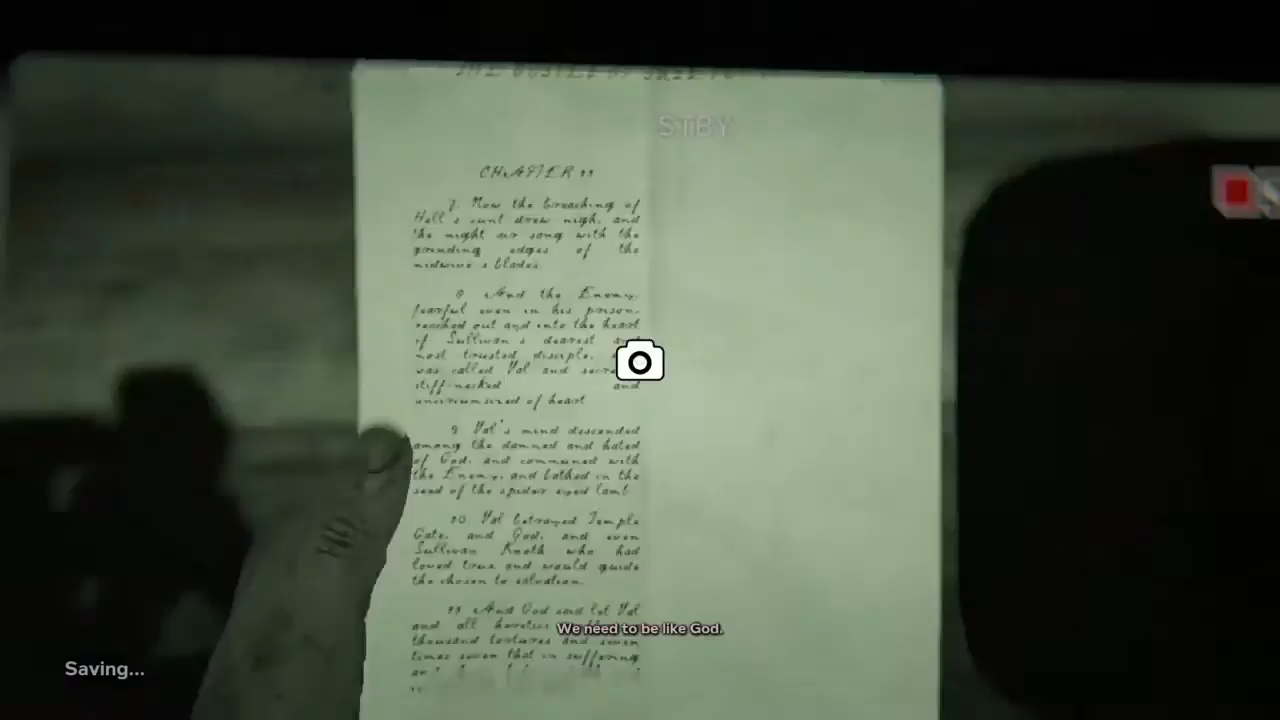 STBY
CHAPTER 11
7. Now the breaching of
Hell's cunt drew nigh, and
the night air sang with the
grinding edges of the
midwive's blades.
8. And the Enemy,
fearful even in his prison,
reached out and into the heart
of Sullivan's dearest and
most trusted disciple,
was called Val and
stiff-necked and
uncircumcised of heart
9. Val's mind descended
among the damned and hated
of God, and communed with
the Enemy, and bathed in the
seed of the spider eyed lamb
10. Val betrayed Temple
Gate, and God, and even
Sullivan Knoth who had
loved true and would guide
the chosen to salvation.
11. And God said let Val
and all heretics
thousand tortures and seven
times seven that in suffering
We need to be like God.
Saving...